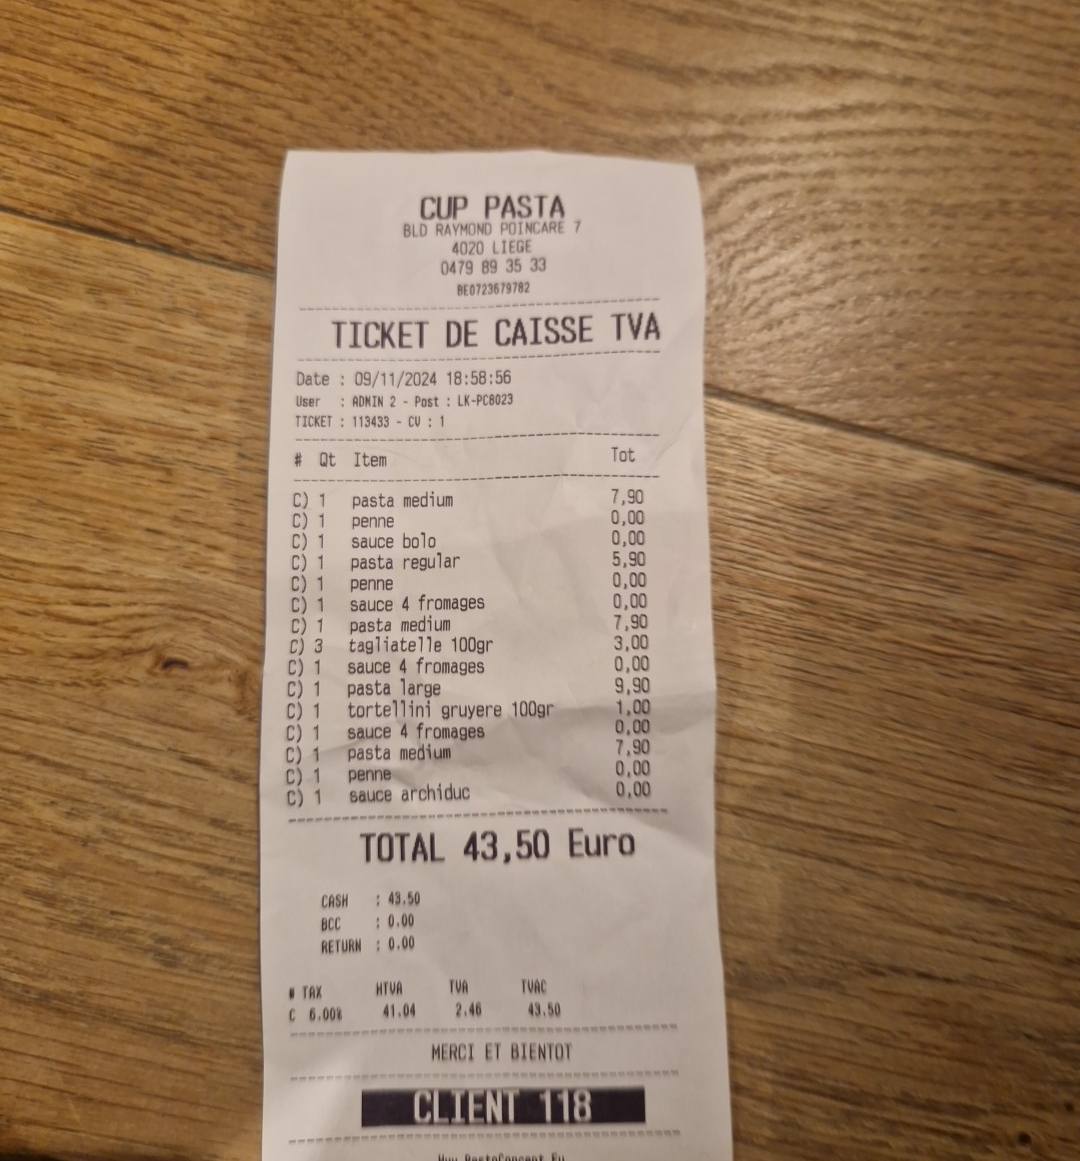 CUP PASTA
BLD RAYMOND POINCARE 7
4020 LIEGE
0479 89 35 33
BE0723679782
TICKET DE CAISSE TVA
Date : 09/11/2024 18:58:56
User : ADMIN 2 - Post : LK-PC8023
TICKET : 113433 - CV : 1
# Qt Item Tot
C) 1 pasta medium 7,90
C) 1 penne 0,00
C) 1 sauce bolo 0,00
C) 1 pasta regular 5,90
C) 1 penne 0,00
C) 1 sauce 4 fromages 0,00
C) 1 pasta medium 7,90
C) 3 tagliatelle 100gr 3,00
C) 1 sauce 4 fromages 0,00
C) 1 pasta large 9,90
C) 1 tortellini gruyere 100gr 1,00
C) 1 sauce 4 fromages 0,00
C) 1 pasta medium 7,90
C) 1 penne 0,00
C) 1 sauce archiduc 0,00
TOTAL 43,50 Euro
CASH : 43.50
BCC : 0.00
RETURN : 0.00
# TAX HTVA TVA TVAC
C 6.00% 41.04 2.46 43.50
MERCI ET BIENTOT
CLIENT 118